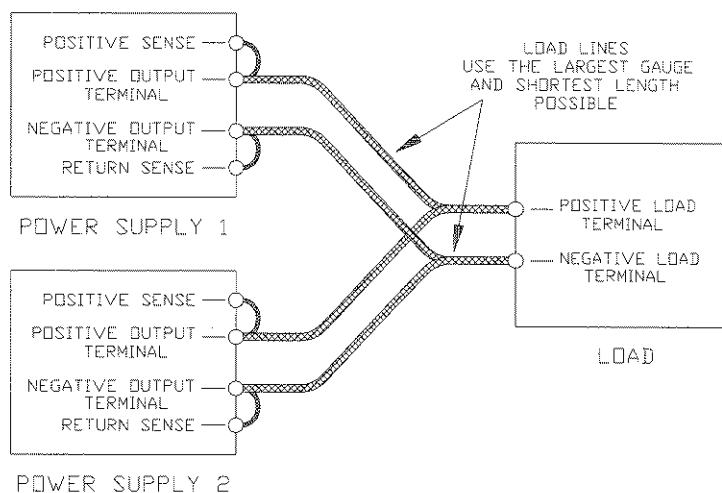 POSITIVE SENSE
POSITIVE OUTPUT
TERMINAL
NEGATIVE OUTPUT
TERMINAL
RETURN SENSE
POWER SUPPLY 1
LOAD LINES
USE THE LARGEST GAUGE
AND SHORTEST LENGTH
POSSIBLE
POSITIVE LOAD
TERMINAL
NEGATIVE LOAD
TERMINAL
LOAD
POSITIVE SENSE
POSITIVE OUTPUT
TERMINAL
NEGATIVE OUTPUT
TERMINAL
RETURN SENSE
POWER SUPPLY 2